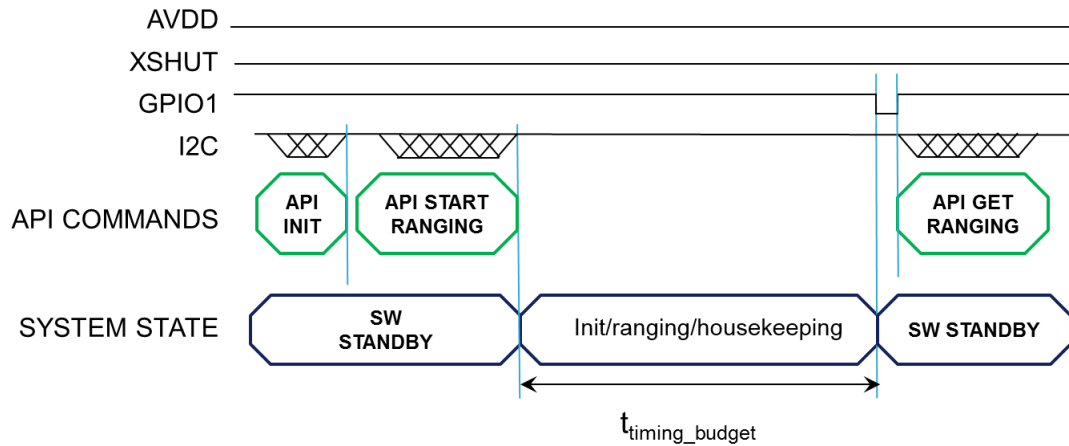 AVDD
XSHUT
GPIO1
I2C
API COMMANDS
API
INIT
API START
RANGING
API GET
RANGING
SYSTEM STATE
SW
STANDBY
Init/ranging/housekeeping
SW STANDBY
ttiming_budget